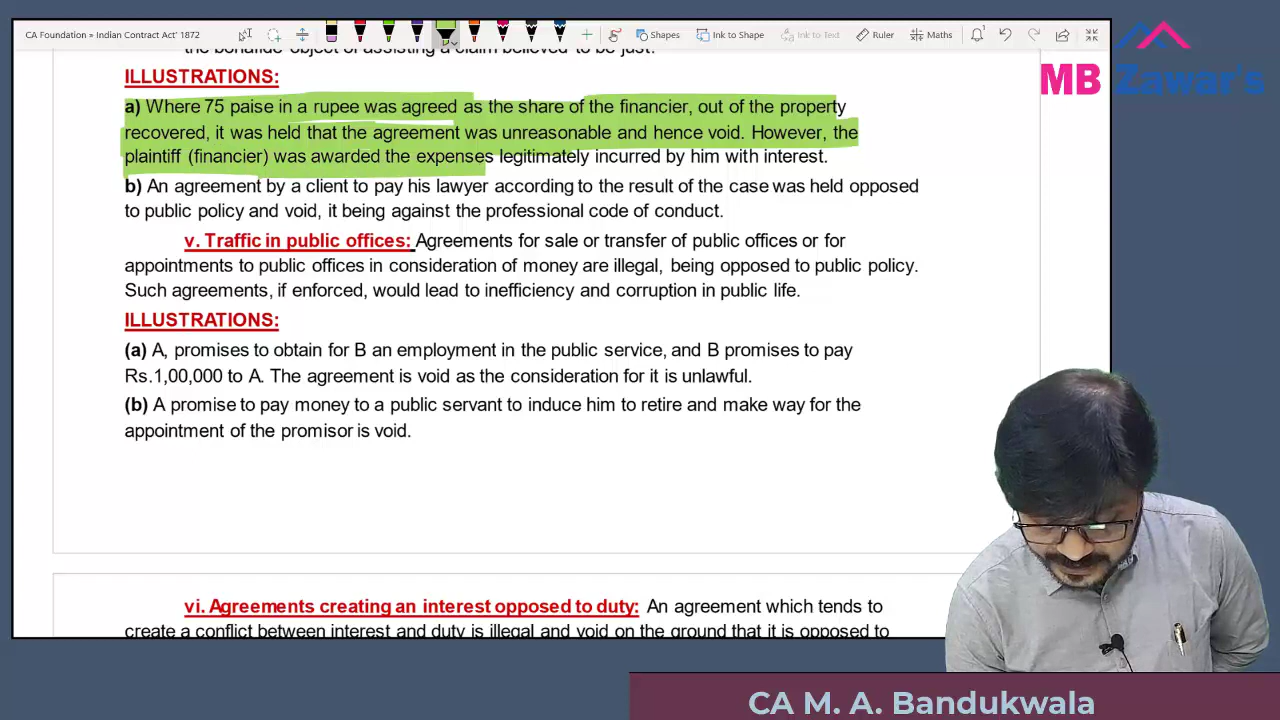 CA Foundation = Indian Contract Act' 1872
Shapes
Ink to Shape
Ink to Text
Ruler
Maths
the bonafide object of assisting a claim believed to be just.
ILLUSTRATIONS:
a) Where 75 paise in a rupee was agreed as the share of the financier, out of the property
recovered, it was held that the agreement was unreasonable and hence void. However, the
plaintiff (financier) was awarded the expenses legitimately incurred by him with interest.
b) An agreement by a client to pay his lawyer according to the result of the case was held opposed
to public policy and void, it being against the professional code of conduct.
v. Traffic in public offices: Agreements for sale or transfer of public offices or for
appointments to public offices in consideration of money are illegal, being opposed to public policy.
Such agreements, if enforced, would lead to inefficiency and corruption in public life.
ILLUSTRATIONS:
(a) A, promises to obtain for B an employment in the public service, and B promises to pay
Rs.1,00,000 to A. The agreement is void as the consideration for it is unlawful.
(b) A promise to pay money to a public servant to induce him to retire and make way for the
appointment of the promisor is void.
vi. Agreements creating an interest opposed to duty: An agreement which tends to
create a conflict between interest and duty is illegal and void on the ground that it is opposed to
MB Zawar's
CA M. A. Bandukwala